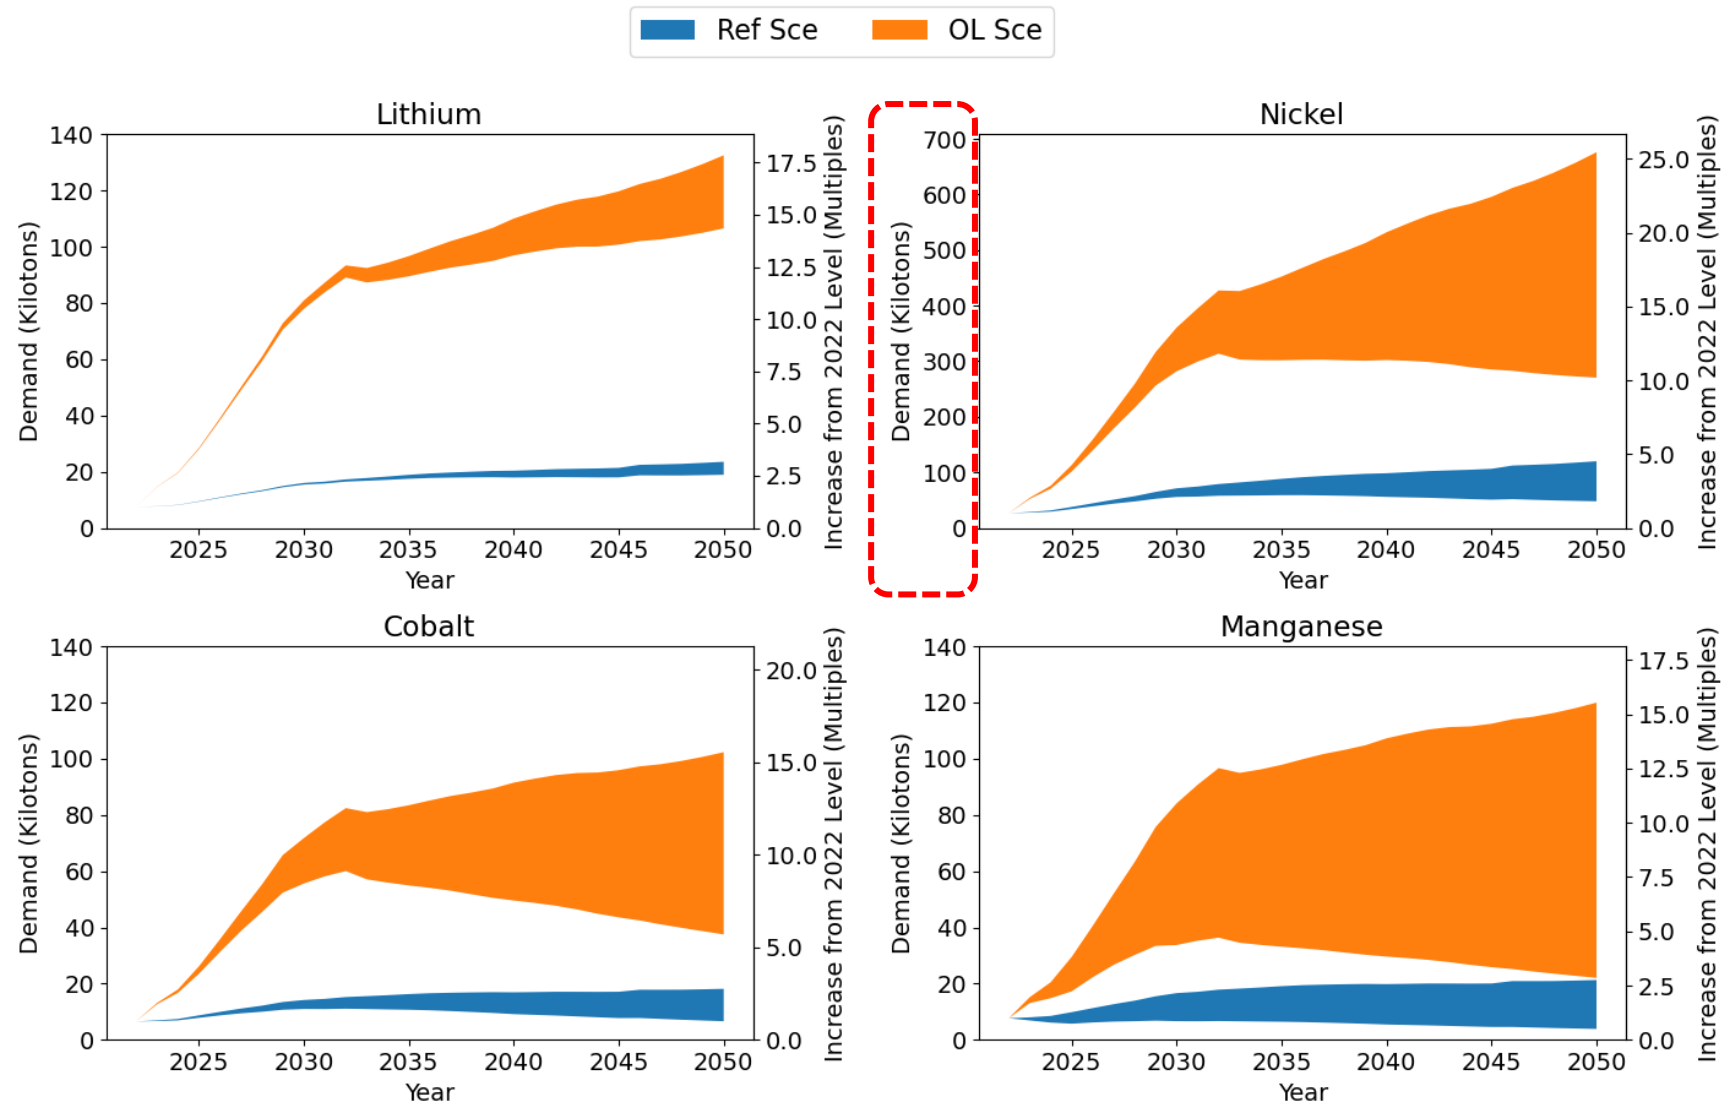 Ref Sce
OL Sce
Lithium
Demand (Kilotons)
140
120
100
80
60
40
20
0
17.5
15.0
12.5
10.0
7.5
5.0
2.5
0.0
Increase from 2022 Level (Multiples)
2025 2030 2035 2040 2045 2050
Year
Nickel
Demand (Kilotons)
700
600
500
400
300
200
100
0
25.0
20.0
15.0
10.0
5.0
0.0
Increase from 2022 Level (Multiples)
2025 2030 2035 2040 2045 2050
Year
Cobalt
Demand (Kilotons)
140
120
100
80
60
40
20
0
20.0
15.0
10.0
5.0
0.0
Increase from 2022 Level (Multiples)
2025 2030 2035 2040 2045 2050
Year
Manganese
Demand (Kilotons)
140
120
100
80
60
40
20
0
17.5
15.0
12.5
10.0
7.5
5.0
2.5
0.0
Increase from 2022 Level (Multiples)
2025 2030 2035 2040 2045 2050
Year